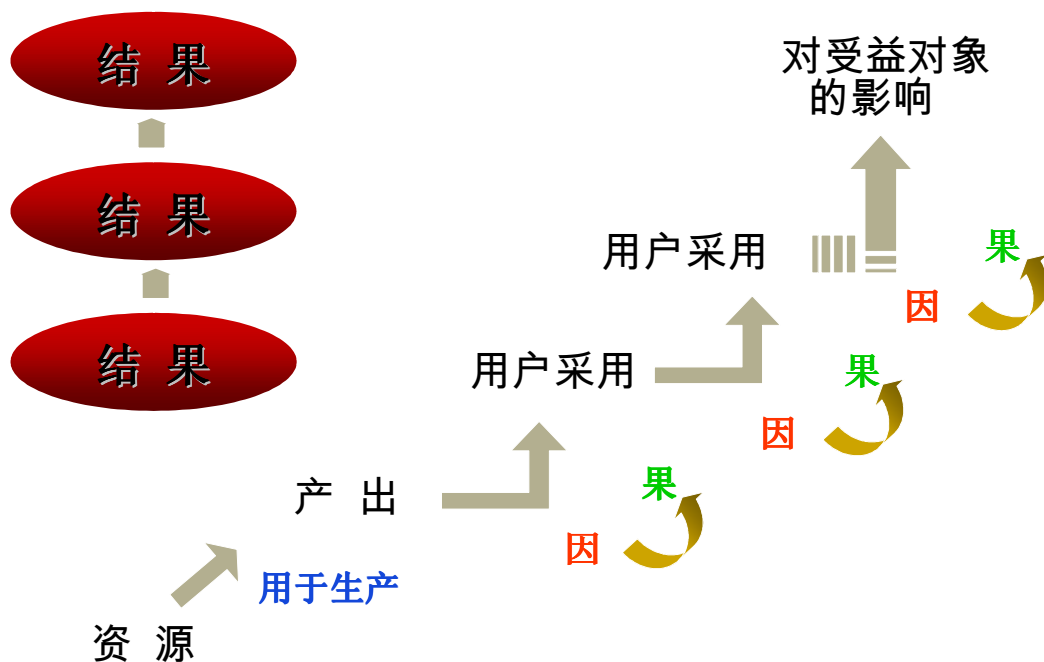 结 果
结 果
结 果
对受益对象
的影响
用户采用
果
因
用户采用
果
因
产 出
果
因
用于生产
资 源